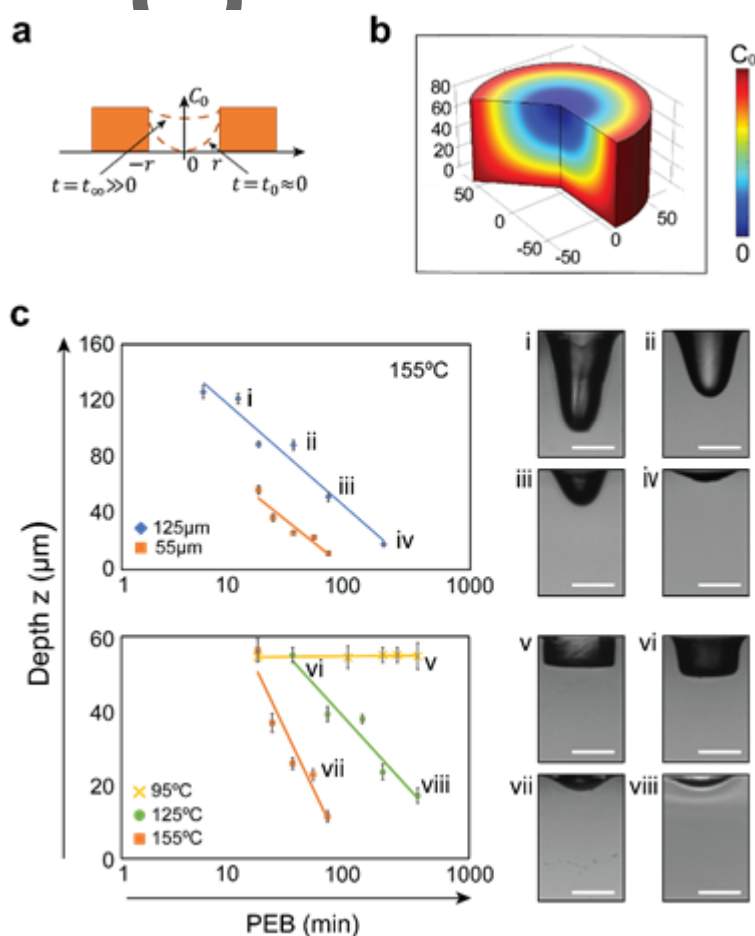 a
C₀
−r
0
r
t=t∞≫0
t=t₀≈0
b
80
60
40
20
0
50
0
-50
-50
0
50
C₀
0
c
Depth z (µm)
160
120
80
40
0
155ºC
i
ii
iii
iv
125µm
55µm
1
10
100
1000
60
40
20
0
v
vi
vii
viii
95ºC
125ºC
155ºC
1
10
100
1000
PEB (min)
i
ii
iii
iv
v
vi
vii
viii